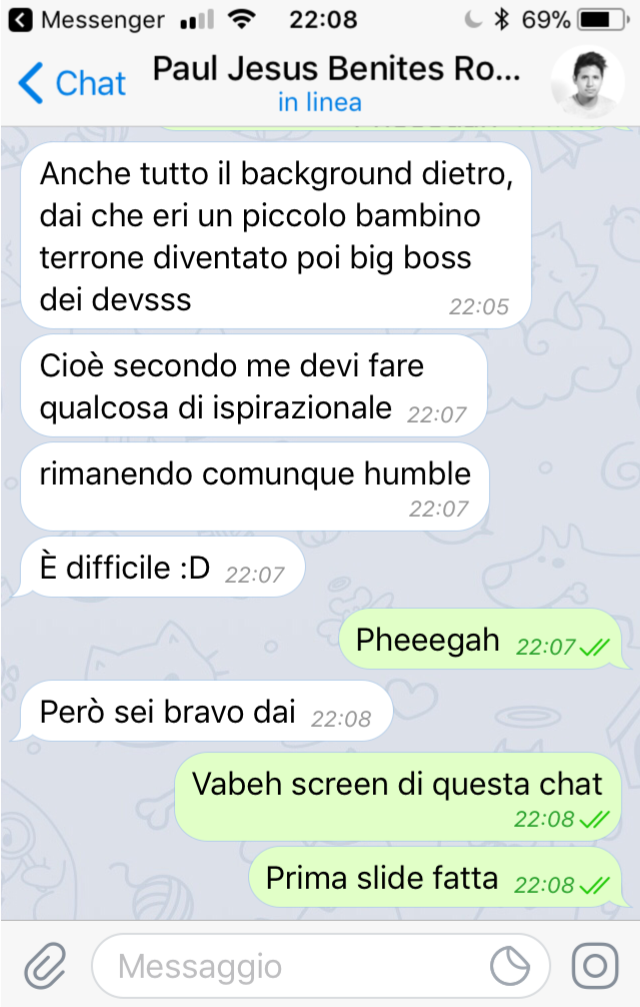 Messenger 22:08 69%
Chat Paul Jesus Benites Ro...
in linea
Anche tutto il background dietro,
dai che eri un piccolo bambino
terrone diventato poi big boss
dei devsss 22:05
Cioè secondo me devi fare
qualcosa di ispirazionale 22:07
rimanendo comunque humble
22:07
È difficile :D 22:07
Pheeegah 22:07
Però sei bravo dai 22:08
Vabeh screen di questa chat
22:08
Prima slide fatta 22:08
Messaggio